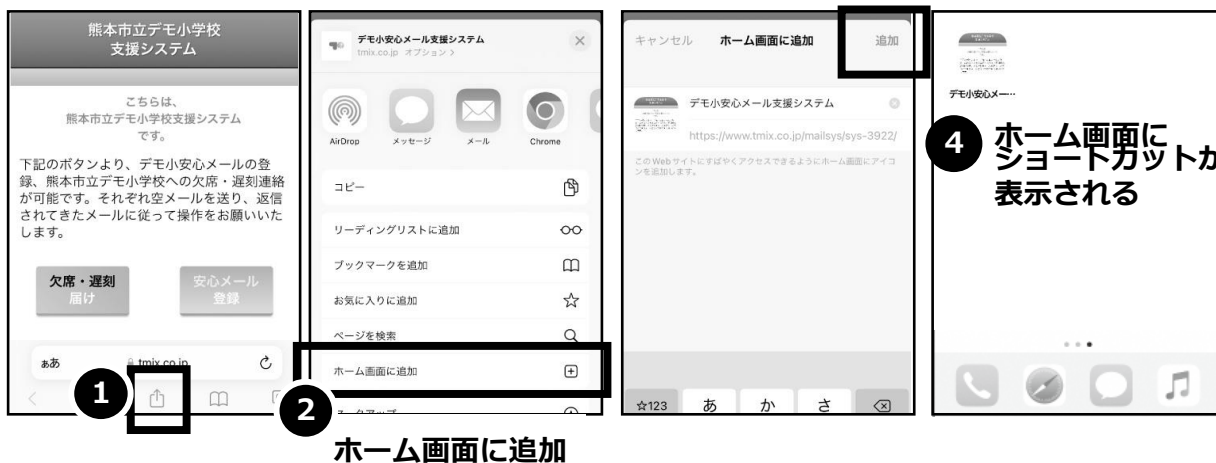 熊本市立デモ小学校
支援システム
こちらは、
熊本市立デモ小学校支援システム
です。
下記のボタンより、デモ小安心メールの登
録、熊本市立デモ小学校への欠席・遅刻連絡
が可能です。それぞれ空メールを送り、返信
されてきたメールに従って操作をお願いいた
します。
欠席・遅刻
届け
安心メール
登録
ぁあ
tmix.co.jp
1
デモ小安心メール支援システム
tmix.co.jp オプション >
AirDrop
メッセージ
メール
Chrome
コピー
リーディングリストに追加
ブックマークを追加
お気に入りに追加
ページを検索
ホーム画面に追加
マークアップ
2
ホーム画面に追加
キャンセル
ホーム画面に追加
追加
デモ小安心メール支援システム
https://www.tmix.co.jp/mailsys/sys-3922/
このWebサイトにすばやくアクセスできるようにホーム画面にアイコ
ンを追加します。
☆123
あ
か
さ
デモ小安心メー…
4
ホーム画面に
ショートカットが
表示される